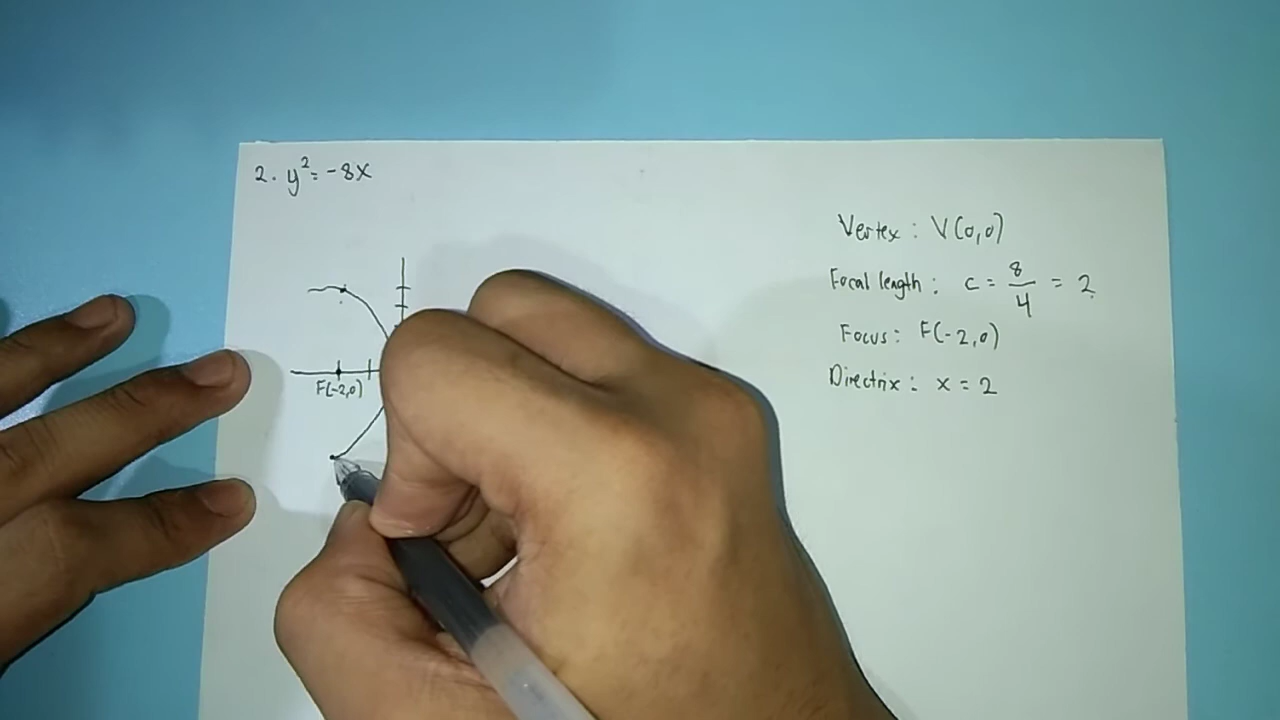 2. y² = -8x
Vertex : V(0,0)
Focal length : c = 8/4 = 2
Focus : F(-2,0)
Directrix : x = 2
F(-2,0)